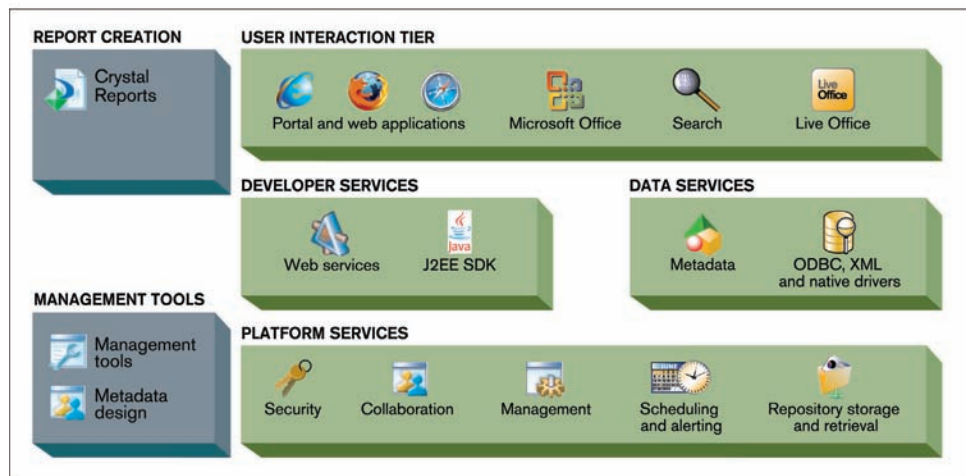 REPORT CREATION
Crystal
Reports
USER INTERACTION TIER
Portal and web applications
Microsoft Office
Search
Live
Office
Live Office
DEVELOPER SERVICES
Web services
Java
J2EE SDK
DATA SERVICES
Metadata
ODBC, XML
and native drivers
MANAGEMENT TOOLS
Management
tools
Metadata
design
PLATFORM SERVICES
Security
Collaboration
Management
Scheduling
and alerting
Repository storage
and retrieval